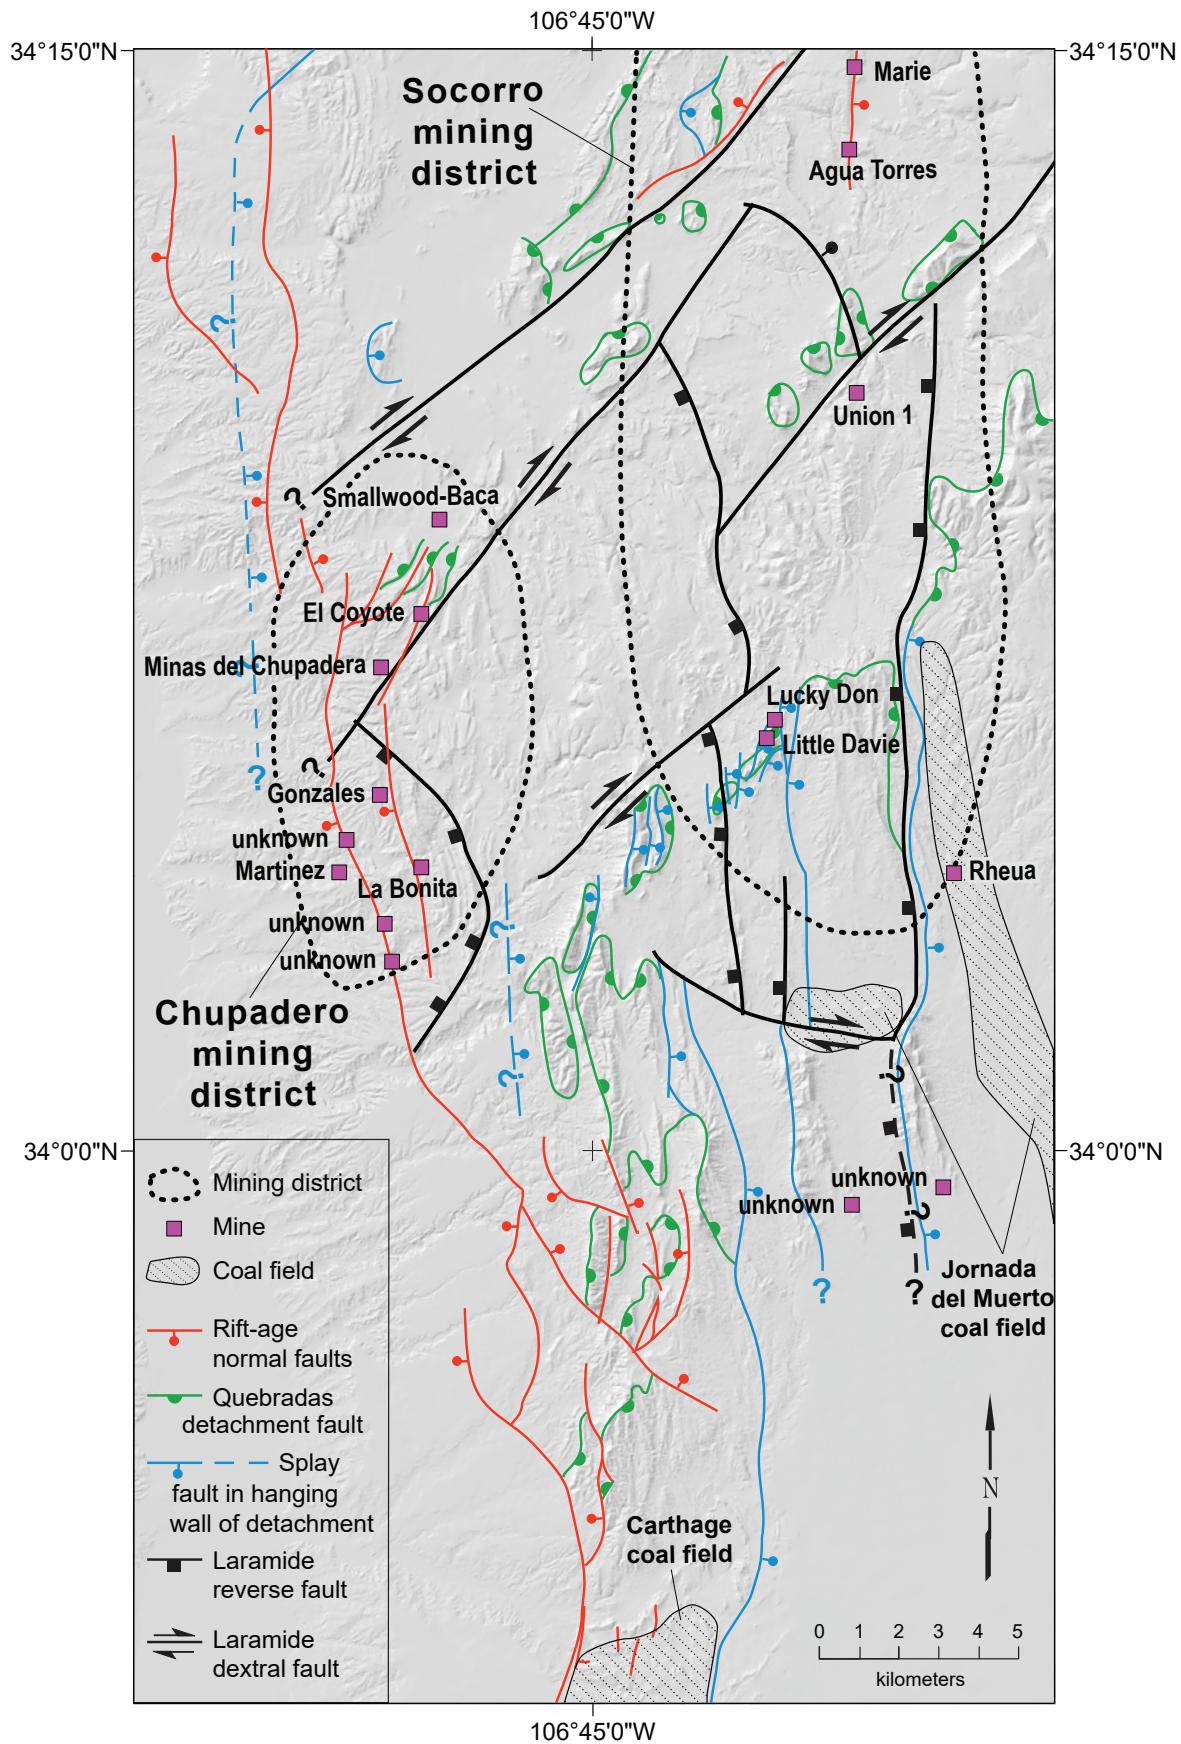 106°45'0"W
34°15'0"N
34°15'0"N
Socorro
mining
district
Marie
Agua Torres
?
Union 1
?
Smallwood-Baca
El Coyote
?
Minas del Chupadera
Lucky Don
Little Davie
?
?
Gonzales
unknown
Martinez
La Bonita
Rheua
unknown
?
unknown
Chupadero
mining
district
?
?
34°0'0"N
34°0'0"N
unknown
unknown
?
?
?
Jornada
del Muerto
coal field
Mining district
Mine
Coal field
Rift-age
normal faults
Quebradas
detachment fault
Splay
fault in hanging
wall of detachment
Laramide
reverse fault
Laramide
dextral fault
N
Carthage
coal field
0 1 2 3 4 5
kilometers
106°45'0"W